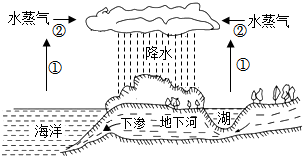 水蒸气 水蒸气
② ②
降水
① ①
海洋 下渗 地下河 湖